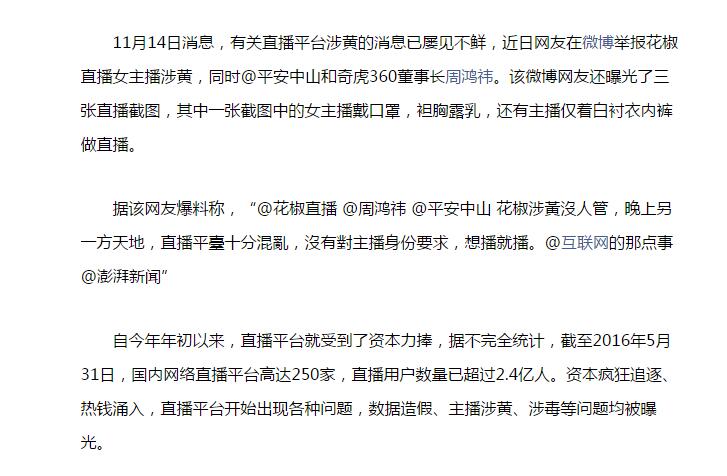 11月14日消息，有关直播平台涉黄的消息已屡见不鲜，近日网友在微博举报花椒
直播女主播涉黄，同时@平安中山和奇虎360董事长周鸿祎。该微博网友还曝光了三
张直播截图，其中一张截图中的女主播戴口罩，袒胸露乳，还有主播仅着白衬衣内裤
做直播。
据该网友爆料称，“@花椒直播 @周鸿祎 @平安中山 花椒涉黃沒人管，晚上另
一方天地，直播平臺十分混亂，沒有對主播身份要求，想播就播。@互联网的那点事
@澎湃新闻”
自今年年初以来，直播平台就受到了资本力捧，据不完全统计，截至2016年5月
31日，国内网络直播平台高达250家，直播用户数量已超过2.4亿人。资本疯狂追逐、
热钱涌入，直播平台开始出现各种问题，数据造假、主播涉黄、涉毒等问题均被曝
光。